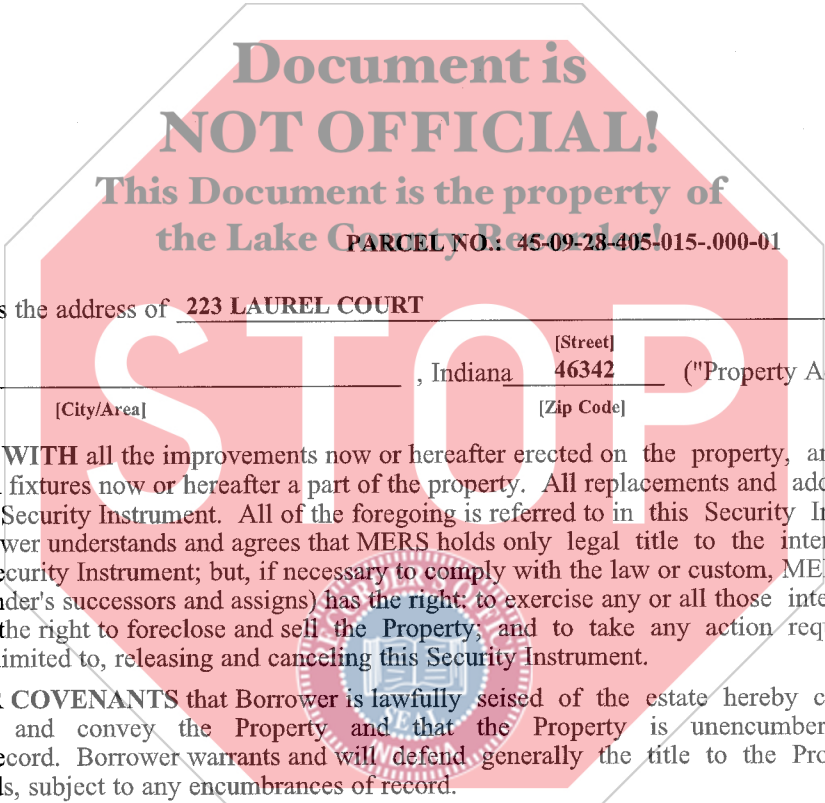 Document is
NOT OFFICIAL!
This Document is the property of
the Lake County Recorder!
PARCEL NO.: 45-09-28-405-015-.000-01
s the address of 223 LAUREL COURT
[Street]
, Indiana 46342 ("Property A
[City/Area] [Zip Code]
WITH all the improvements now or hereafter erected on the property, a
fixtures now or hereafter a part of the property. All replacements and add
Security Instrument. All of the foregoing is referred to in this Security In
wer understands and agrees that MERS holds only legal title to the inter
ecurity Instrument; but, if necessary to comply with the law or custom, ME
nder's successors and assigns) has the right: to exercise any or all those inte
the right to foreclose and sell the Property; and to take any action req
imited to, releasing and canceling this Security Instrument.
R COVENANTS that Borrower is lawfully seised of the estate hereby c
and convey the Property and that the Property is unencumber
ecord. Borrower warrants and will defend generally the title to the Pro
ds, subject to any encumbrances of record.
STOP
RECORDER'S OFFICE
SEAL
INDIANA